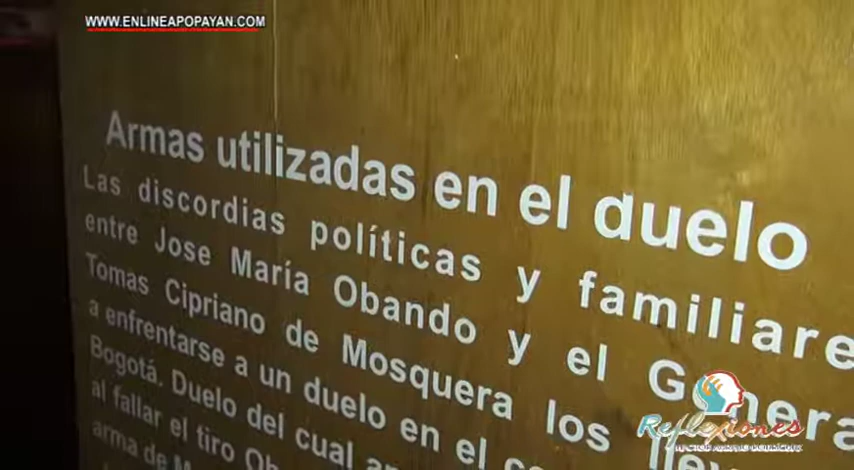 WWW.ENLINEAPOPAYAN.COM
Armas utilizadas en el duelo
Las discordias políticas y familiare
entre Jose María Obando y el Genera
Tomas Cipriano de Mosquera los lle
a enfrentarse a un duelo en el
Bogotá. Duelo del cual
al fallar el tiro
arma de
Reflexiones